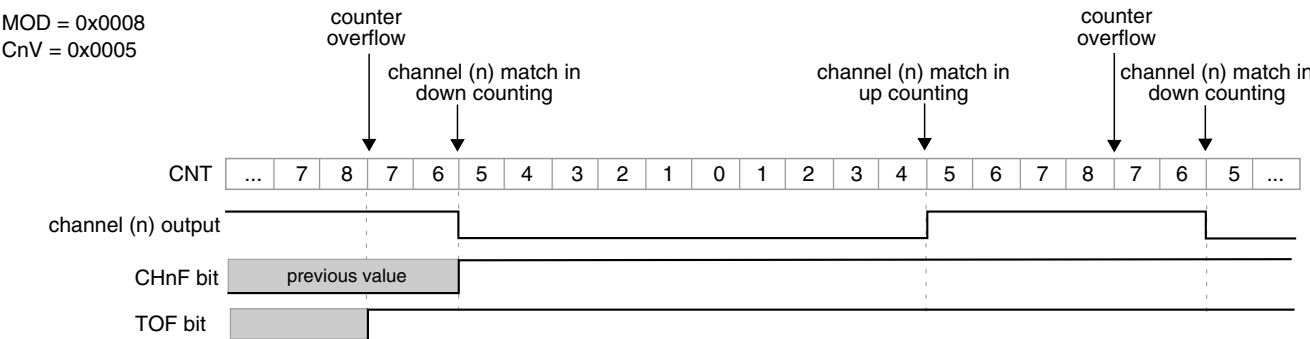 MOD = 0x0008
CnV = 0x0005
counter
overflow
channel (n) match in
down counting
channel (n) match in
up counting
counter
overflow
channel (n) match in
down counting
CNT ... 7 8 7 6 5 4 3 2 1 0 1 2 3 4 5 6 7 8 7 6 5 ...
channel (n) output
CHnF bit previous value
TOF bit